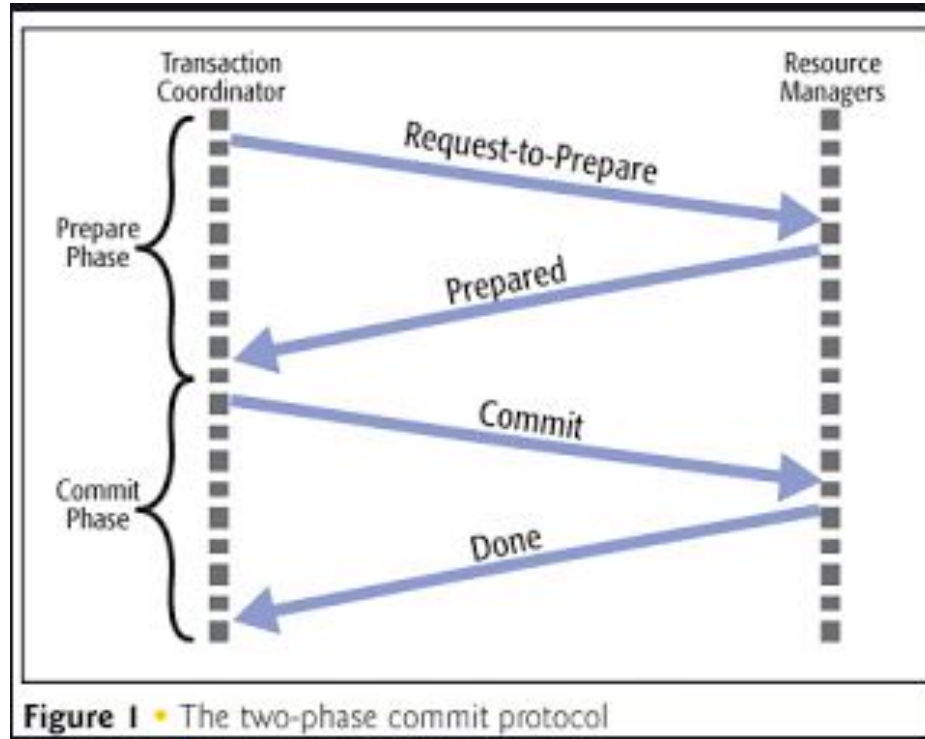 Transaction
Coordinator
Resource
Managers
Request-to-Prepare
Prepare
Phase
Prepared
Commit
Commit
Phase
Done
Figure 1 • The two-phase commit protocol